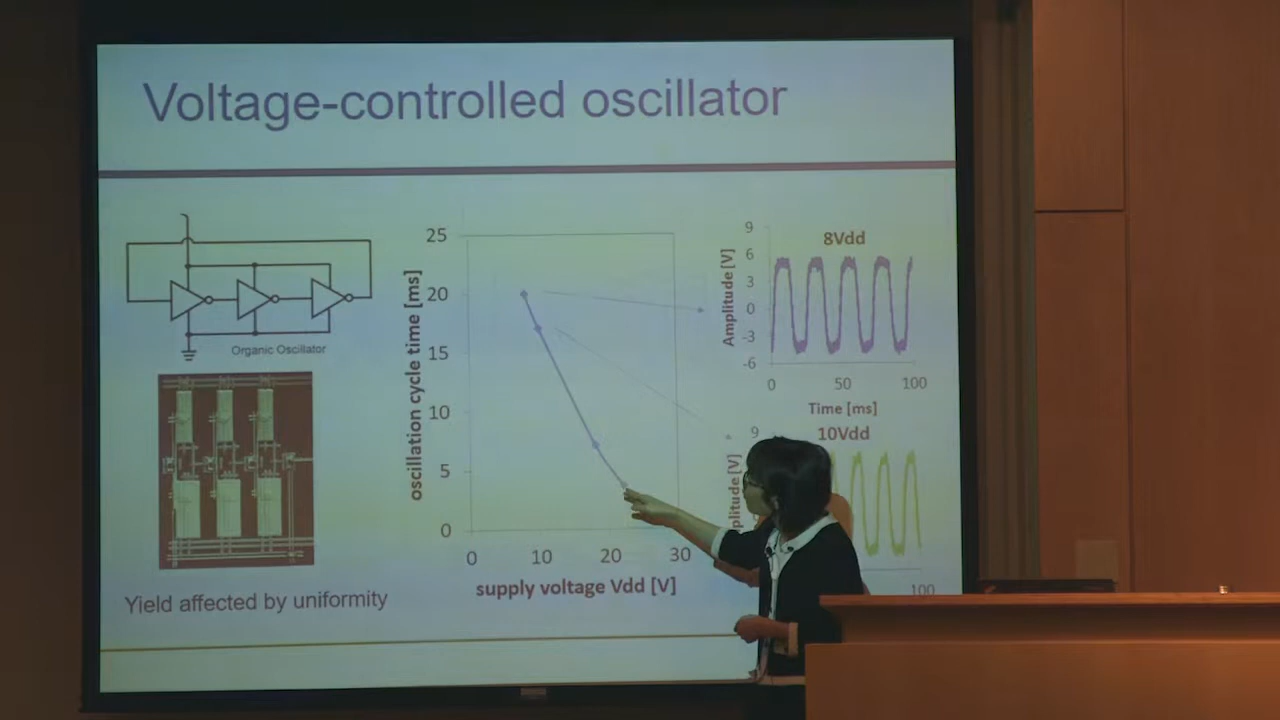 Voltage-controlled oscillator
Organic Oscillator
Yield affected by uniformity
oscillation cycle time [ms]
25
20
15
10
5
0
0 10 20 30
supply voltage Vdd [V]
8Vdd
Amplitude [V]
9
6
3
0
-3
-6
0 50 100
Time [ms]
10Vdd
9
100